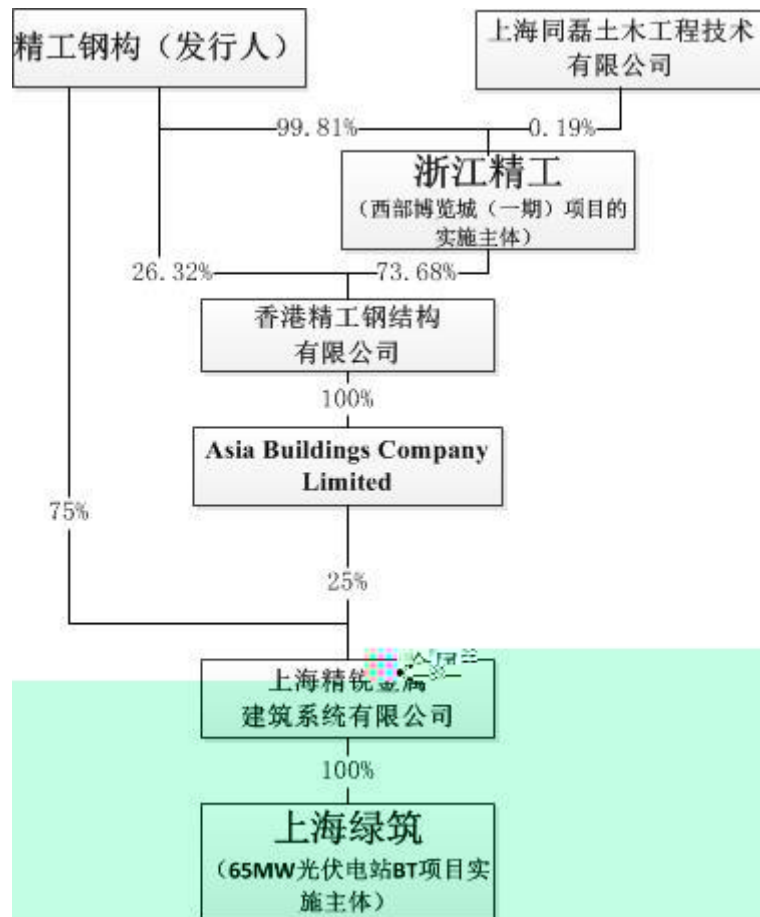 精工钢构（发行人）
上海同磊土木工程技术
有限公司
99.81%
0.19%
浙江精工
（西部博览城（一期）项目的
实施主体）
26.32%
73.68%
香港精工钢结构
有限公司
100%
Asia Buildings Company
Limited
75%
25%
上海精锐金属
建筑系统有限公司
100%
上海绿筑
（65MW光伏电站BT项目实
施主体）